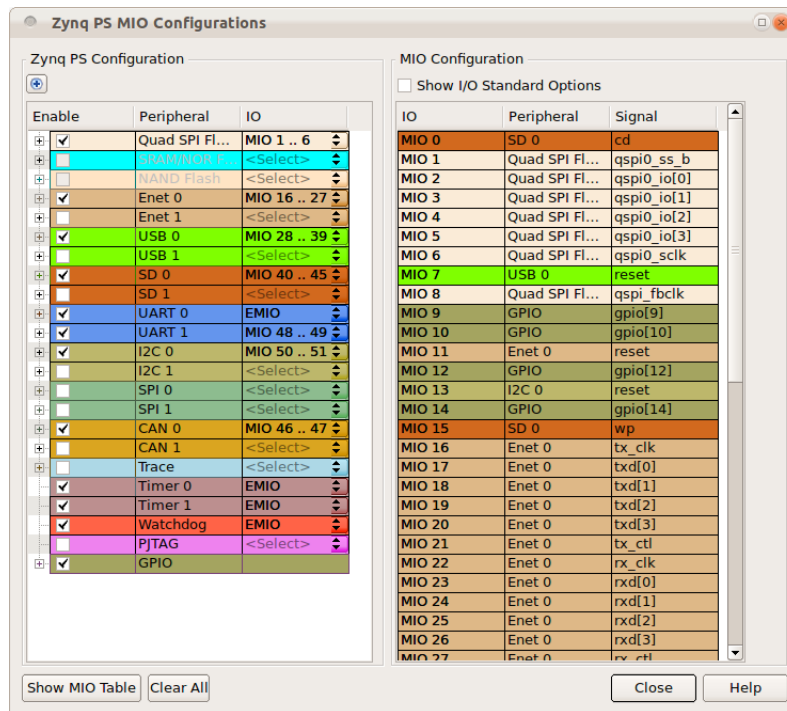 Zynq PS MIO Configurations
Zynq PS Configuration
Enable Peripheral IO
Quad SPI Fl... MIO 1 .. 6
SRAM/NOR F... <Select>
NAND Flash <Select>
Enet 0 MIO 16 .. 27
Enet 1 <Select>
USB 0 MIO 28 .. 39
USB 1 <Select>
SD 0 MIO 40 .. 45
SD 1 <Select>
UART 0 EMIO
UART 1 MIO 48 .. 49
I2C 0 MIO 50 .. 51
I2C 1 <Select>
SPI 0 <Select>
SPI 1 <Select>
CAN 0 MIO 46 .. 47
CAN 1 <Select>
Trace <Select>
Timer 0 EMIO
Timer 1 EMIO
Watchdog EMIO
PJTAG <Select>
GPIO
MIO Configuration
Show I/O Standard Options
IO Peripheral Signal
MIO 0 SD 0 cd
MIO 1 Quad SPI Fl... qspi0_ss_b
MIO 2 Quad SPI Fl... qspi0_io[0]
MIO 3 Quad SPI Fl... qspi0_io[1]
MIO 4 Quad SPI Fl... qspi0_io[2]
MIO 5 Quad SPI Fl... qspi0_io[3]
MIO 6 Quad SPI Fl... qspi0_sclk
MIO 7 USB 0 reset
MIO 8 Quad SPI Fl... qspi_fbclk
MIO 9 GPIO gpio[9]
MIO 10 GPIO gpio[10]
MIO 11 Enet 0 reset
MIO 12 GPIO gpio[12]
MIO 13 I2C 0 reset
MIO 14 GPIO gpio[14]
MIO 15 SD 0 wp
MIO 16 Enet 0 tx_clk
MIO 17 Enet 0 txd[0]
MIO 18 Enet 0 txd[1]
MIO 19 Enet 0 txd[2]
MIO 20 Enet 0 txd[3]
MIO 21 Enet 0 tx_ctl
MIO 22 Enet 0 rx_clk
MIO 23 Enet 0 rxd[0]
MIO 24 Enet 0 rxd[1]
MIO 25 Enet 0 rxd[2]
MIO 26 Enet 0 rxd[3]
MIO 27 Enet 0 rx_ctl
Show MIO Table Clear All Close Help